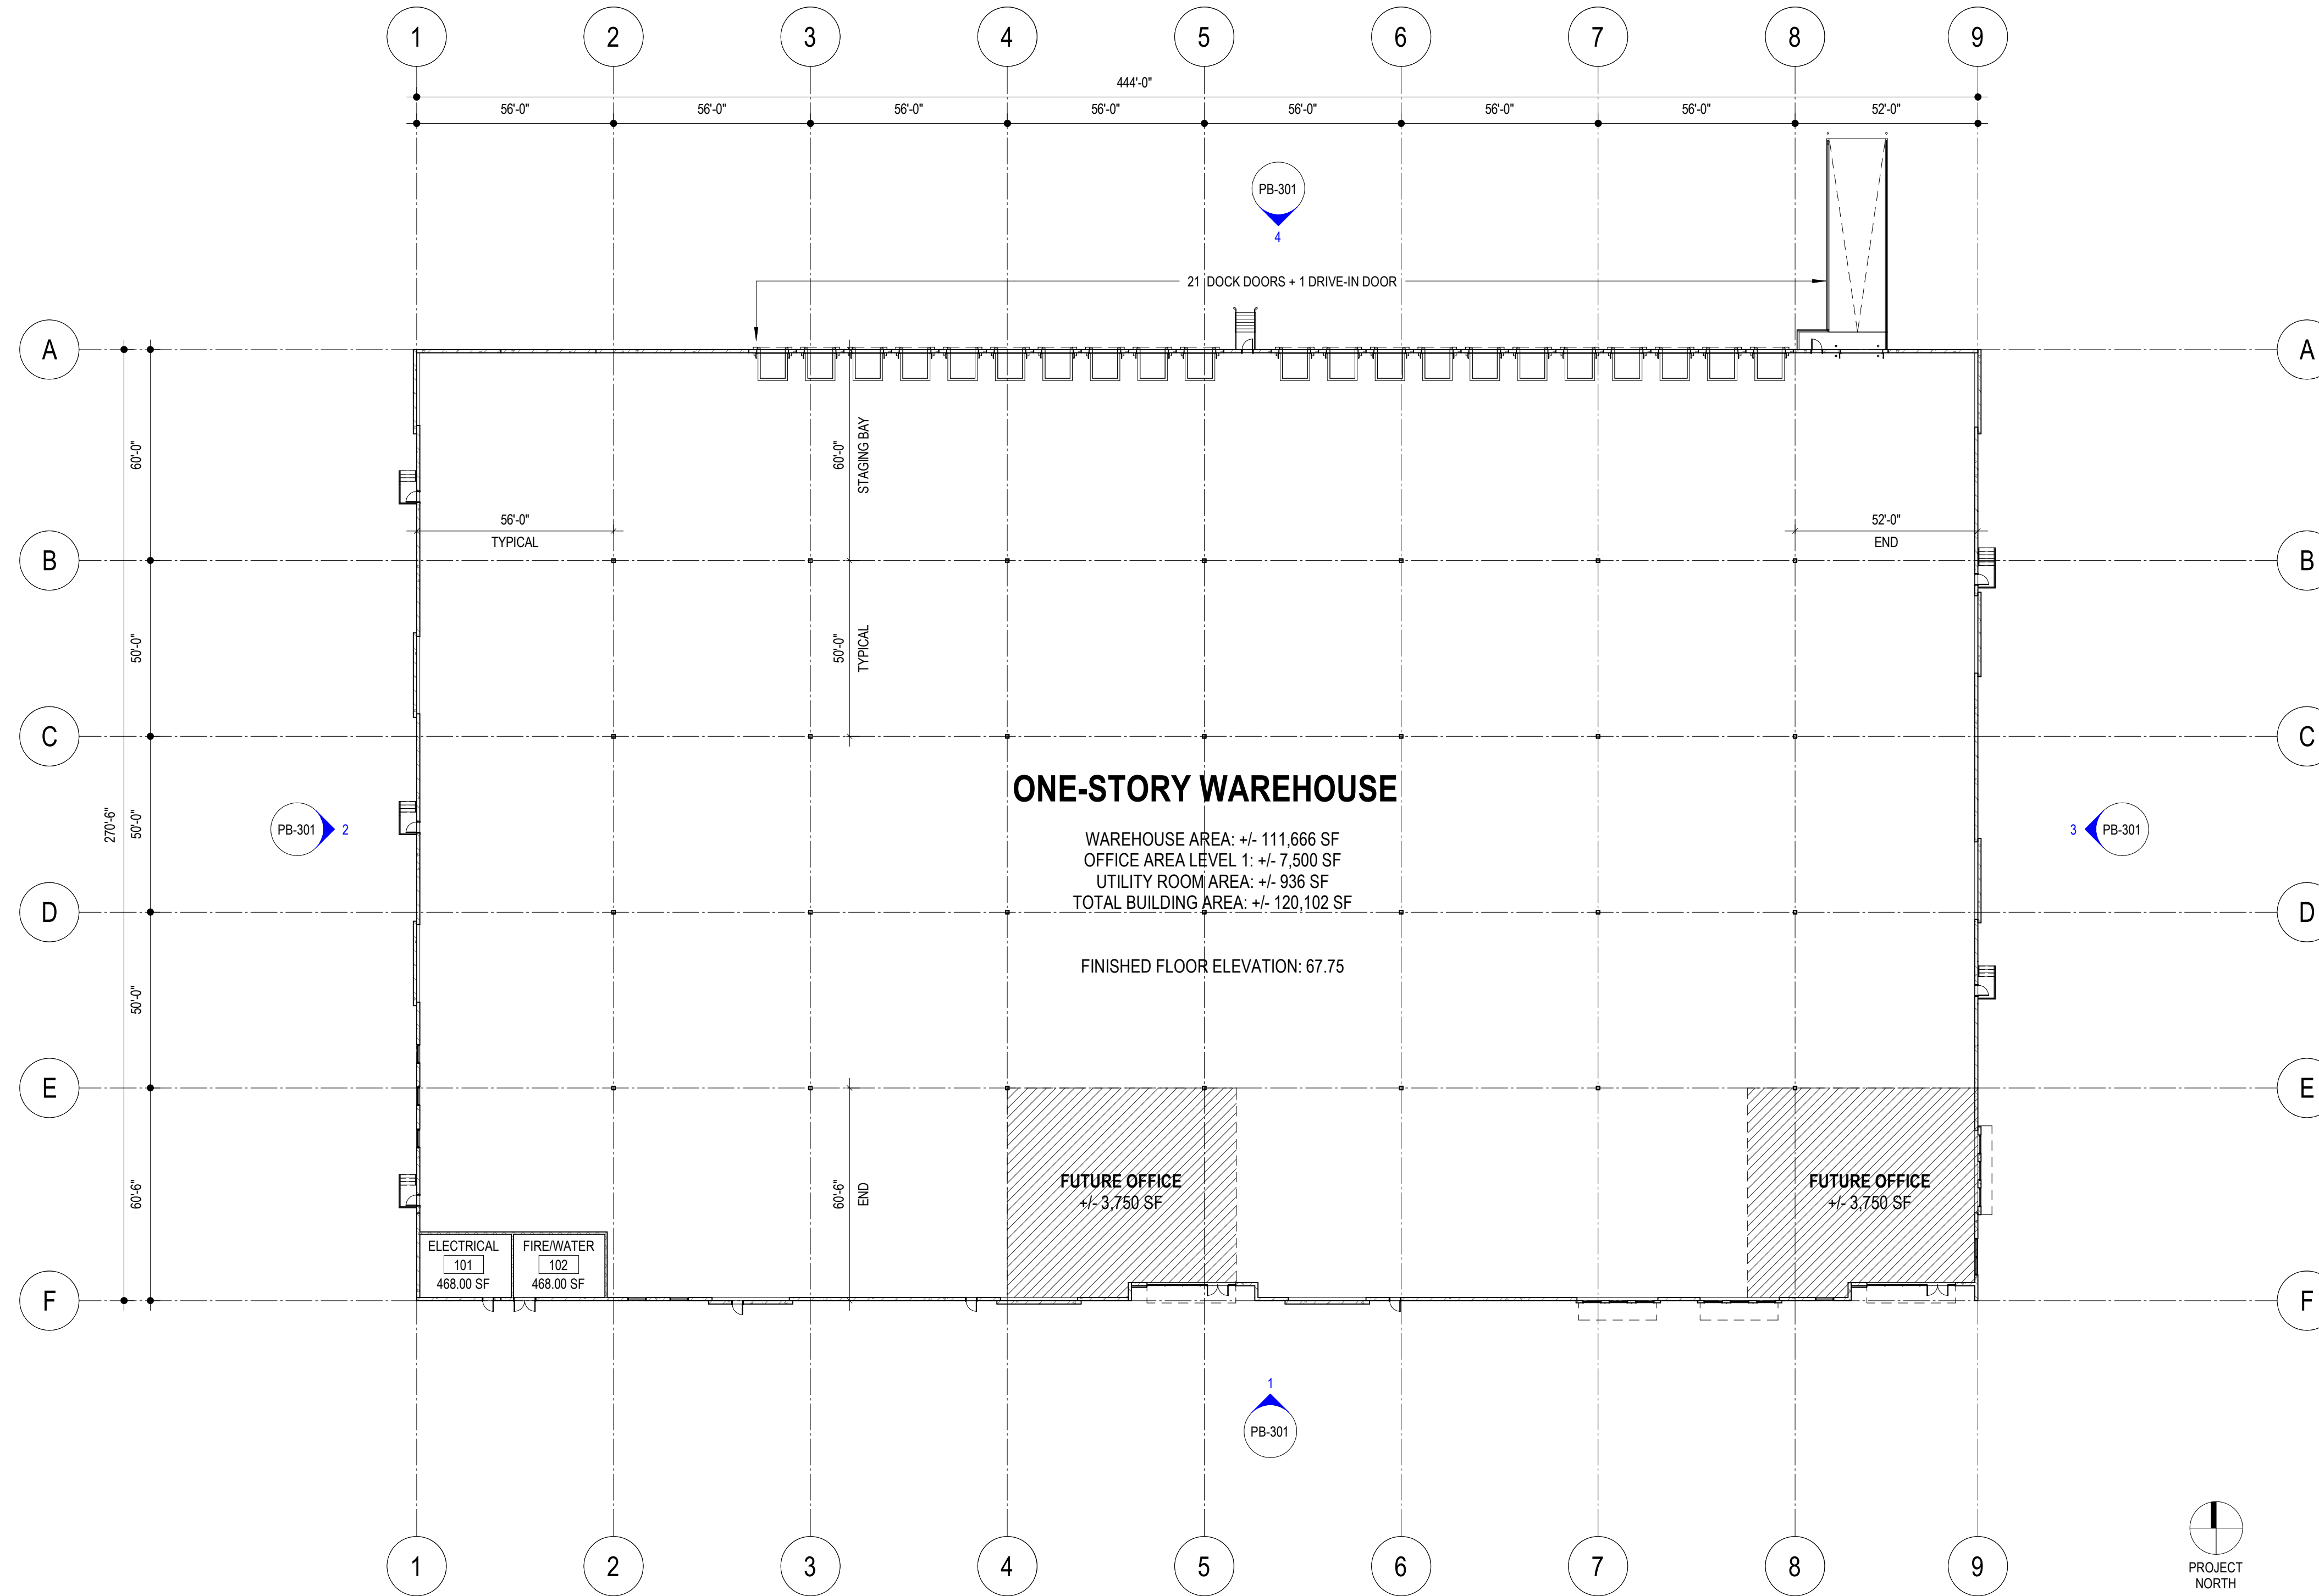 1 2 3 4 5 6 7 8 9
444'-0"
56'-0" 56'-0" 56'-0" 56'-0" 56'-0" 56'-0" 56'-0" 52'-0"
PB-301
4
21 DOCK DOORS + 1 DRIVE-IN DOOR
A A
60'-0"
60'-0"
STAGING BAY
56'-0"
TYPICAL
52'-0"
END
B B
50'-0"
50'-0"
TYPICAL
C C
ONE-STORY WAREHOUSE
270'-6"
50'-0"
PB-301 2
3 PB-301
WAREHOUSE AREA: +/- 111,666 SF
OFFICE AREA LEVEL 1: +/- 7,500 SF
UTILITY ROOM AREA: +/- 936 SF
TOTAL BUILDING AREA: +/- 120,102 SF
D D
FINISHED FLOOR ELEVATION: 67.75
50'-0"
E E
60'-6"
60'-6"
END
FUTURE OFFICE
+/- 3,750 SF
FUTURE OFFICE
+/- 3,750 SF
ELECTRICAL
101
468.00 SF
FIRE/WATER
102
468.00 SF
F F
1
PB-301
1 2 3 4 5 6 7 8 9
PROJECT
NORTH